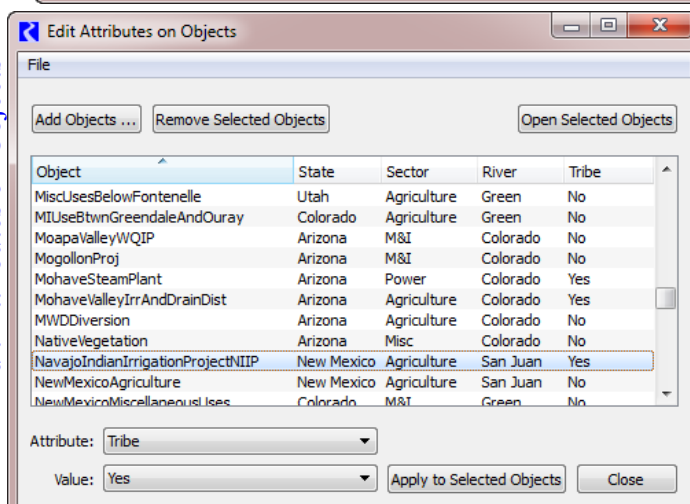 Edit Attributes on Objects
File
Add Objects ... Remove Selected Objects Open Selected Objects
Object State Sector River Tribe
MiscUsesBelowFontenelle Utah Agriculture Green No
MIUseBtwnGreendaleAndOuray Colorado Agriculture Green No
MoapaValleyWQIP Arizona M&I Colorado No
MogollonProj Arizona M&I Colorado No
MohaveSteamPlant Arizona Power Colorado Yes
MohaveValleyIrrAndDrainDist Arizona Agriculture Colorado Yes
MWDDiversion Arizona Agriculture Colorado No
NativeVegetation Arizona Misc Colorado No
NavajoIndianIrrigationProjectNIIP New Mexico Agriculture San Juan Yes
NewMexicoAgriculture New Mexico Agriculture San Juan No
NewMexicoMiscellaneousUses Colorado M&I Green No
Attribute: Tribe
Value: Yes Apply to Selected Objects Close